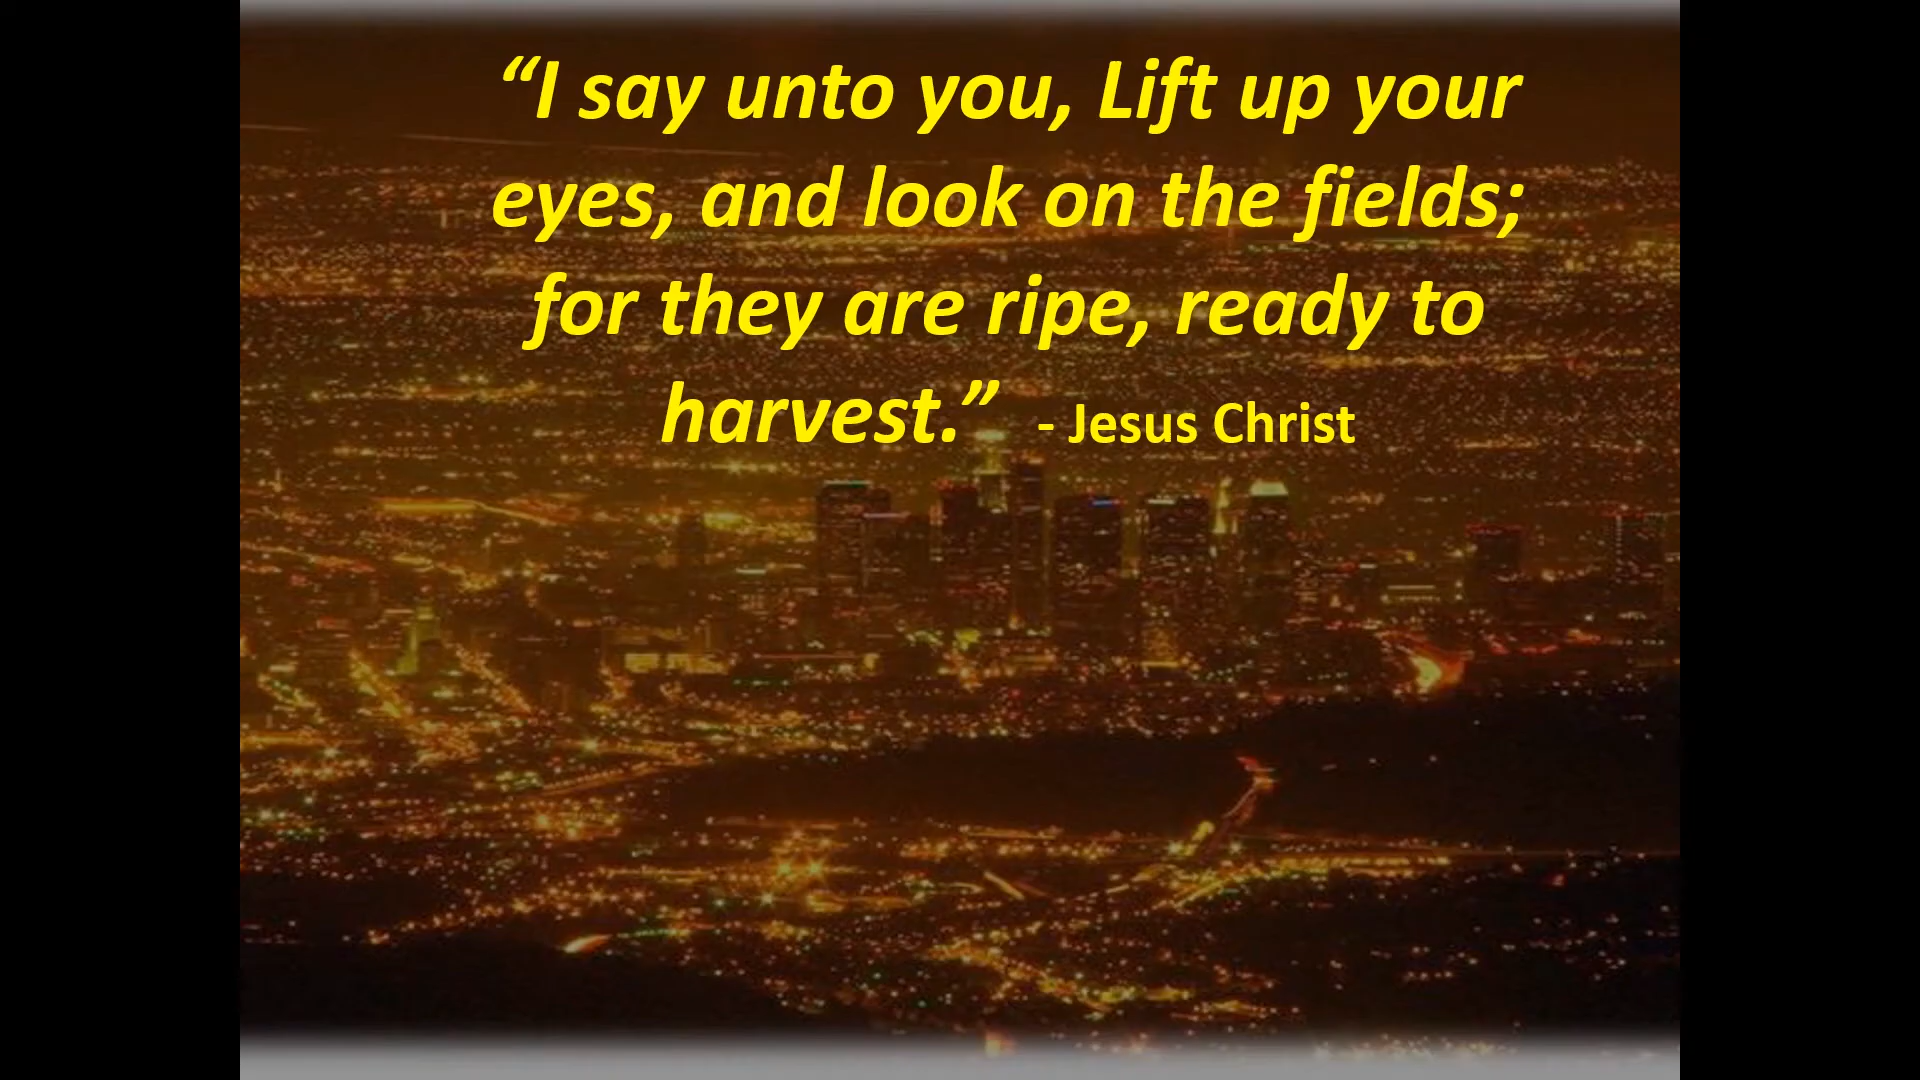 “I say unto you, Lift up your
eyes, and look on the fields;
for they are ripe, ready to
harvest.” - Jesus Christ